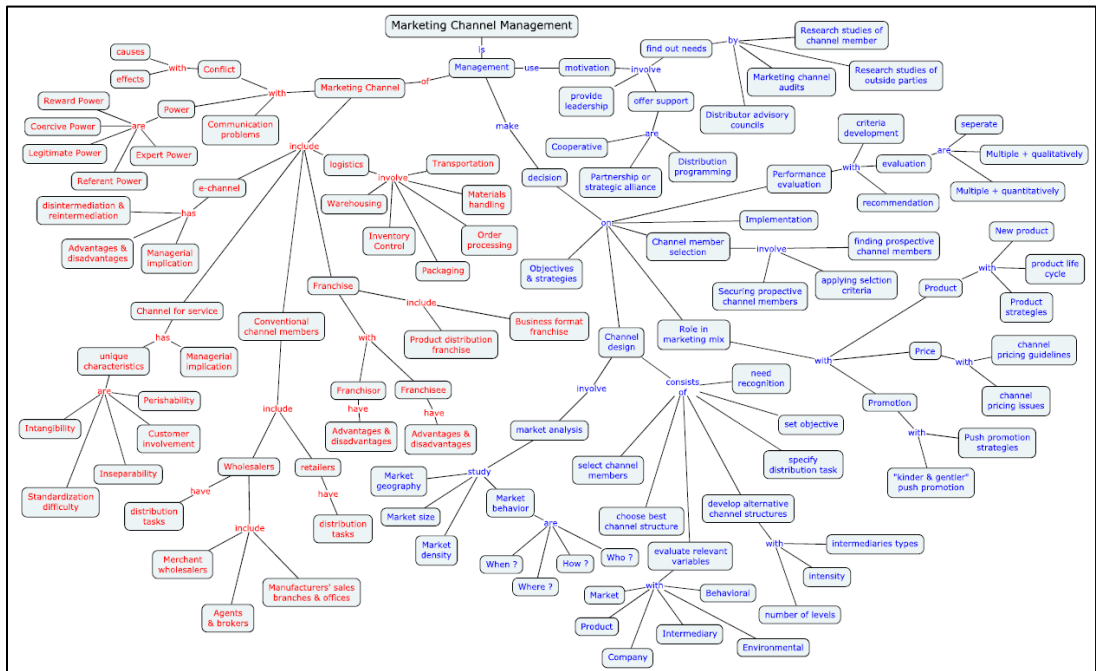 Marketing Channel Management
is
Management
use
motivation
involve
find out needs
by
Research studies of
channel member
Research studies of
outside parties
Marketing channel
audits
Distributor advisory
councils
provide
leadership
offer support
are
Cooperative
Partnership or
strategic alliance
Distribution
programming
of
Marketing Channel
with
Conflict
with
causes
effects
Communication
problems
Power
are
Reward Power
Coercive Power
Legitimate Power
Referent Power
Expert Power
include
e-channel
has
disintermediation &
reintermediation
Advantages &
disadvantages
Managerial
implication
logistics
involve
Transportation
Materials
handling
Order
processing
Packaging
Inventory
Control
Warehousing
Channel for service
has
unique
characteristics
Managerial
implication
are
Perishability
Customer
involvement
Inseparability
Standardization
difficulty
Intangibility
Conventional
channel members
include
Wholesalers
have
distribution
tasks
include
Merchant
wholesalers
Agents
& brokers
Manufacturers' sales
branches & offices
retailers
have
distribution
tasks
Franchise
include
Business format
franchise
Product distribution
franchise
with
Franchisor
have
Advantages &
disadvantages
Franchisee
have
Advantages &
disadvantages
make
decision
on
Objectives
& strategies
Performance
evaluation
with
criteria
development
evaluation
are
seperate
Multiple + qualitatively
Multiple + quantitatively
recommendation
Implementation
Channel member
selection
involve
finding prospective
channel members
applying selction
criteria
Securing propective
channel members
Role in
marketing mix
with
Product
with
New product
product life
cycle
Product
strategies
Price
with
channel
pricing guidelines
channel
pricing issues
Promotion
with
Push promotion
strategies
"kinder & gentler"
push promotion
Channel
design
involve
market analysis
study
Market
geography
Market size
Market
density
Market
behavior
are
When ?
Where ?
How ?
Who ?
consists
of
need
recognition
set objective
specify
distribution task
develop alternative
channel structures
with
intermediaries types
intensity
number of levels
evaluate relevant
variables
with
Market
Product
Company
Intermediary
Environmental
Behavioral
choose best
channel structure
select channel
members